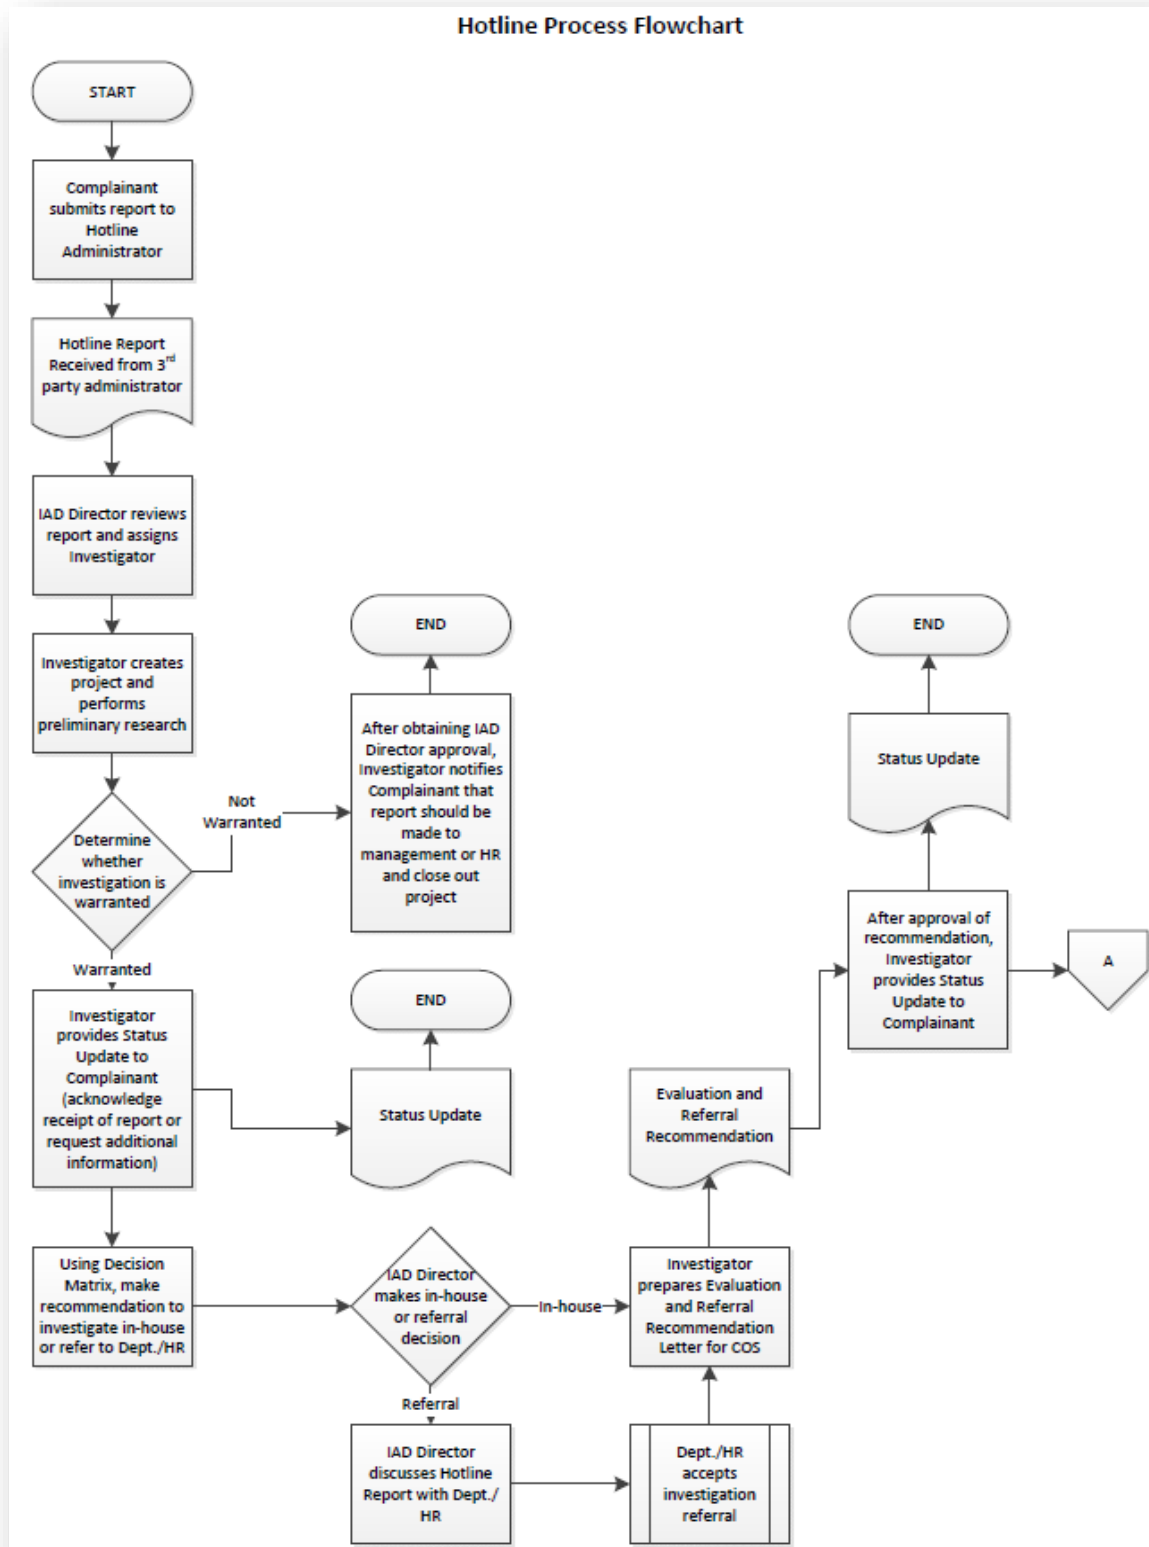 Hotline Process Flowchart
START
Complainant
submits report to
Hotline
Administrator
Hotline Report
Received from 3rd
party administrator
IAD Director reviews
report and assigns
Investigator
Investigator creates
project and
performs
preliminary research
Determine
whether
investigation is
warranted
Not
Warranted
After obtaining IAD
Director approval,
Investigator notifies
Complainant that
report should be
made to
management or HR
and close out
project
END
Warranted
Investigator
provides Status
Update to
Complainant
(acknowledge
receipt of report or
request additional
information)
Status Update
END
Using Decision
Matrix, make
recommendation to
investigate in-house
or refer to Dept./HR
IAD Director
makes in-house
or referral
decision
In-house
Referral
IAD Director
discusses Hotline
Report with Dept./
HR
Dept./HR
accepts
investigation
referral
Investigator
prepares Evaluation
and Referral
Recommendation
Letter for COS
Evaluation and
Referral
Recommendation
After approval of
recommendation,
Investigator
provides Status
Update to
Complainant
A
Status Update
END